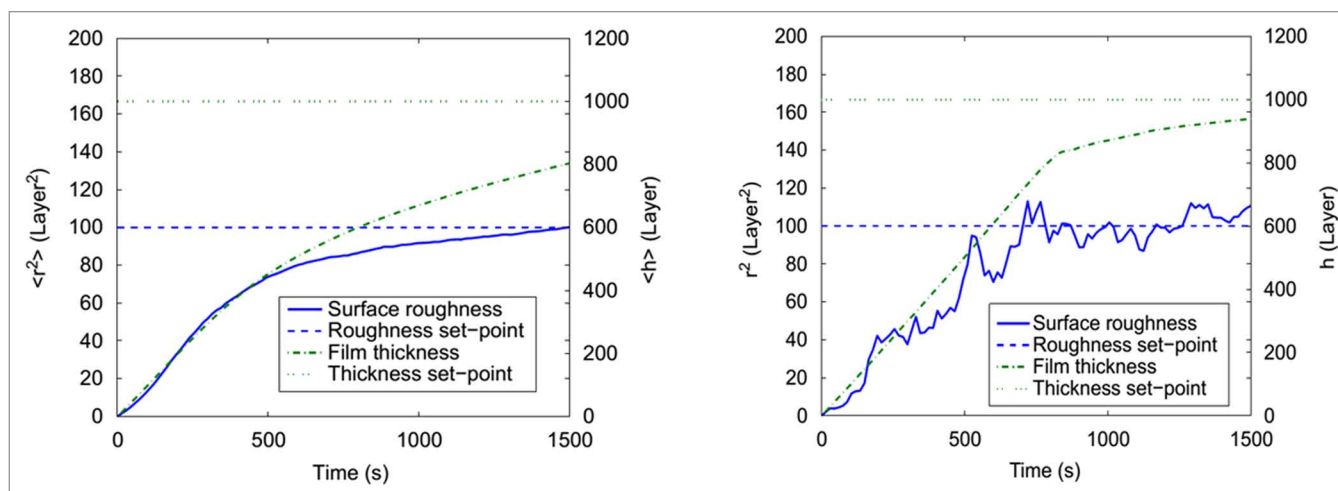 200
180
160
140
120
100
80
60
40
20
0
<r²> (Layer²)
1200
1000
800
600
400
200
0
<h> (Layer)
Surface roughness
Roughness set-point
Film thickness
Thickness set-point
0 500 1000 1500
Time (s)
200
180
160
140
120
100
80
60
40
20
0
r² (Layer²)
1200
1000
800
600
400
200
0
h (Layer)
Surface roughness
Roughness set-point
Film thickness
Thickness set-point
0 500 1000 1500
Time (s)